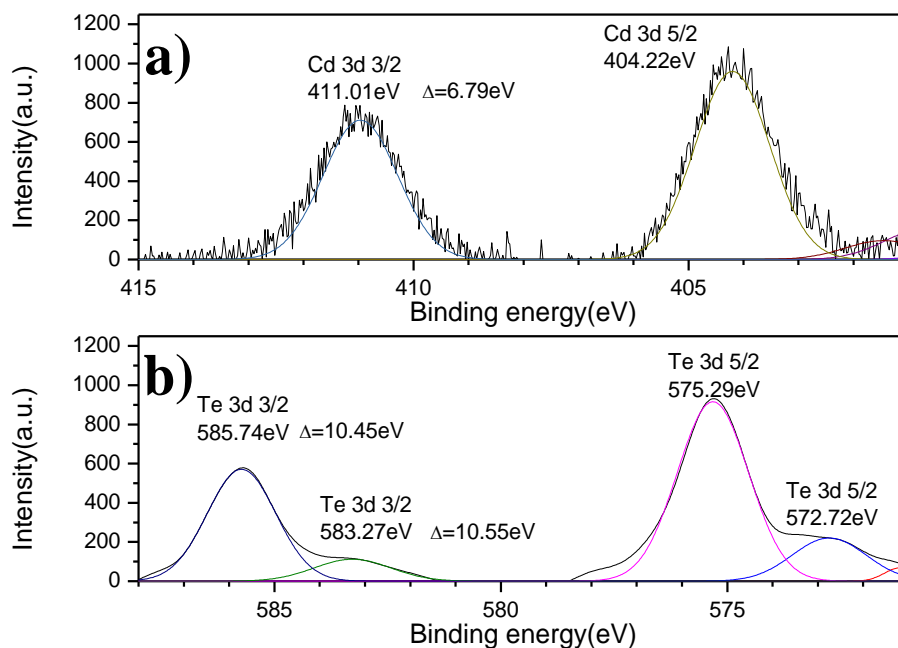 a)
Intensity(a.u.)
1200
1000
800
600
400
200
0
Cd 3d 3/2
411.01eV Δ=6.79eV
Cd 3d 5/2
404.22eV
415 410 405
Binding energy(eV)
b)
Intensity(a.u.)
1200
1000
800
600
400
200
0
Te 3d 3/2
585.74eV Δ=10.45eV
Te 3d 3/2
583.27eV Δ=10.55eV
Te 3d 5/2
575.29eV
Te 3d 5/2
572.72eV
585 580 575
Binding energy(eV)